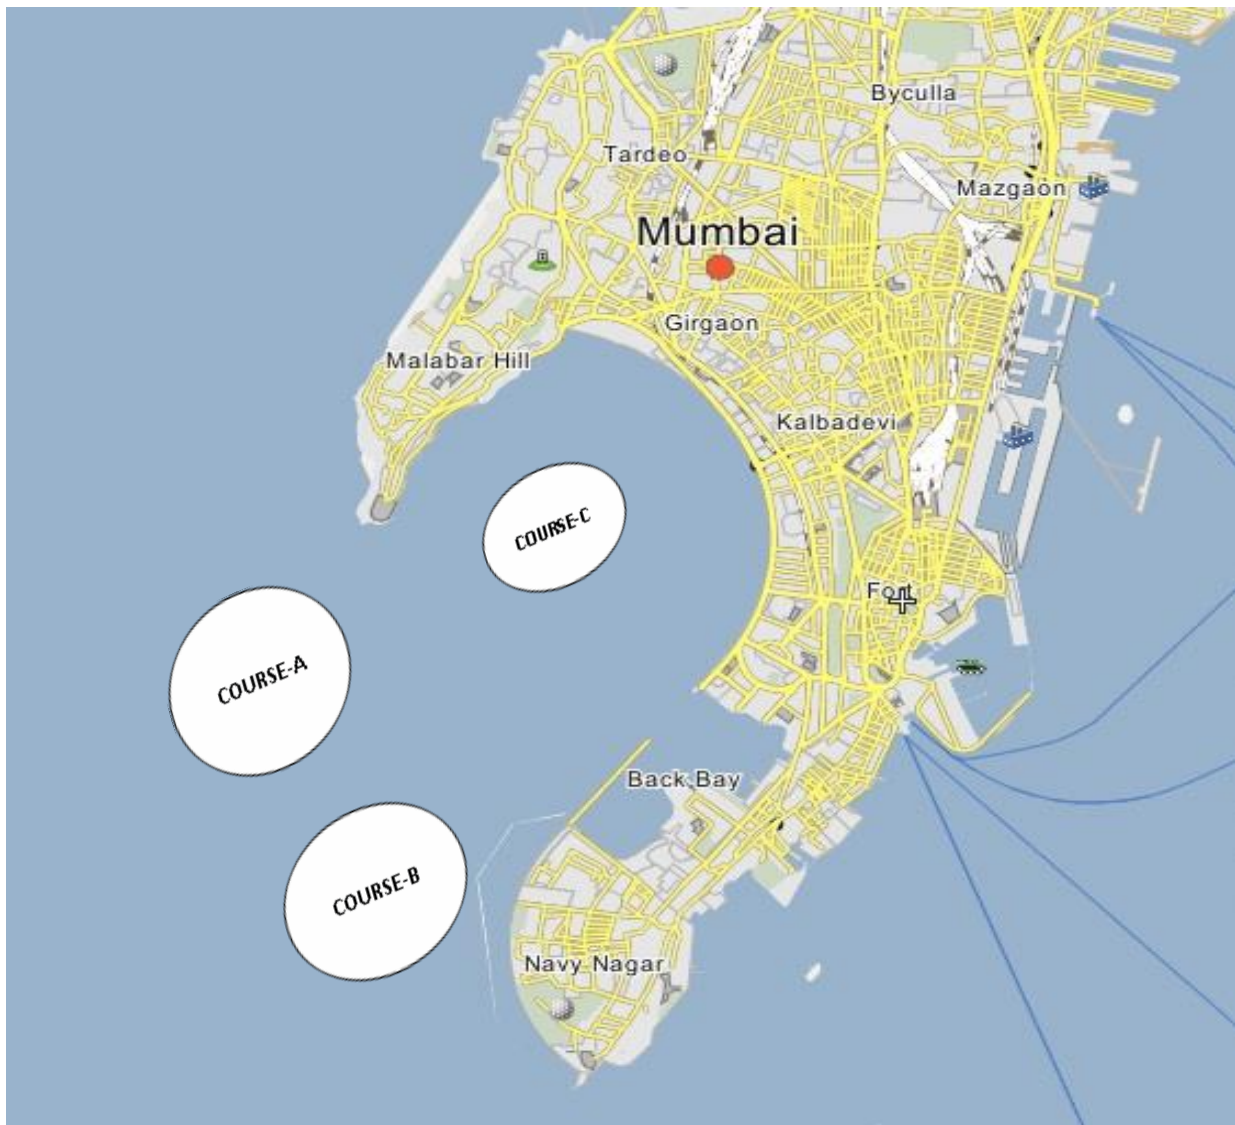 Byculla
Tardeo
Mazgaon
Mumbai
Girgaon
Malabar Hill
Kalbadevi
COURSE-C
Fort
COURSE-A
Back Bay
COURSE-B
Navy Nagar